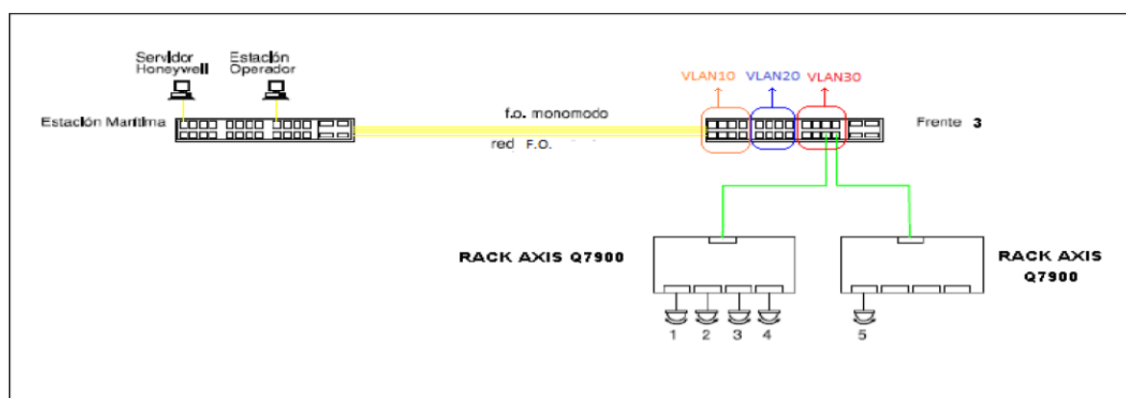 Servidor
Honeywell
Estación
Operador
VLAN10
VLAN20
VLAN30
Estación Marítima
f.o. monomodo
red F.O.
Frente 3
RACK AXIS Q7900
RACK AXIS
Q7900
1
2
3
4
5